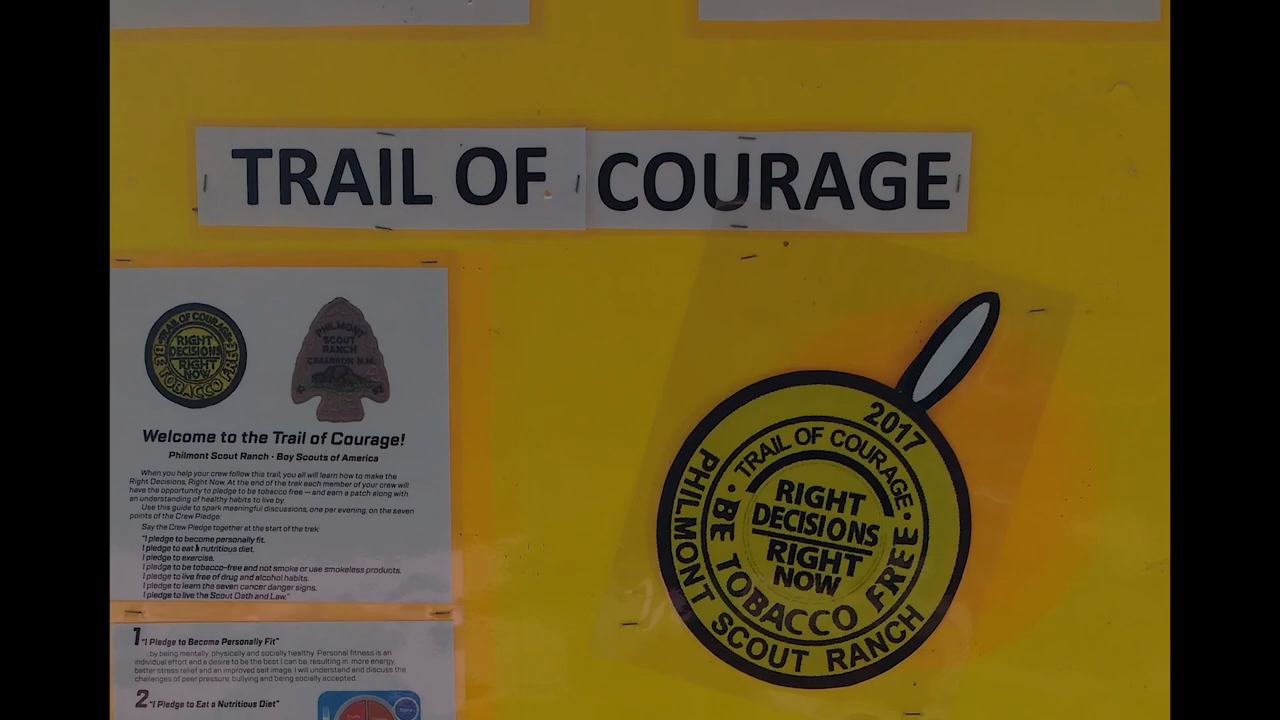 TRAIL OF COURAGE
TRAIL OF COURAGE
RIGHT
DECISIONS
RIGHT
NOW
BE TOBACCO FREE
PHILMONT
SCOUT
RANCH
CIMARRON N.M.
Welcome to the Trail of Courage!
Philmont Scout Ranch · Boy Scouts of America
When you help your crew follow this trail, you all will learn how to make the
Right Decisions, Right Now. At the end of the trek each member of your crew will
have the opportunity to pledge to be tobacco free — and earn a patch along with
an understanding of healthy habits to live by.
Use this guide to spark meaningful discussions, one per evening, on the seven
points of the Crew Pledge:
Say the Crew Pledge together at the start of the trek:
"I pledge to become personally fit.
I pledge to eat a nutritious diet.
I pledge to exercise.
I pledge to be tobacco-free and not smoke or use smokeless products.
I pledge to live free of drug and alcohol habits.
I pledge to learn the seven cancer danger signs.
I pledge to live the Scout Oath and Law."
1 "I Pledge to Become Personally Fit"
...by being mentally, physically and socially healthy. Personal fitness is an
individual effort and a desire to be the best I can be, resulting in more energy,
better stress relief and an improved self image. I will understand and discuss the
challenges of peer pressure, bullying and being socially accepted.
2 "I Pledge to Eat a Nutritious Diet"
2017
TRAIL OF COURAGE
RIGHT
DECISIONS
RIGHT
NOW
· BE TOBACCO FREE ·
PHILMONT SCOUT RANCH